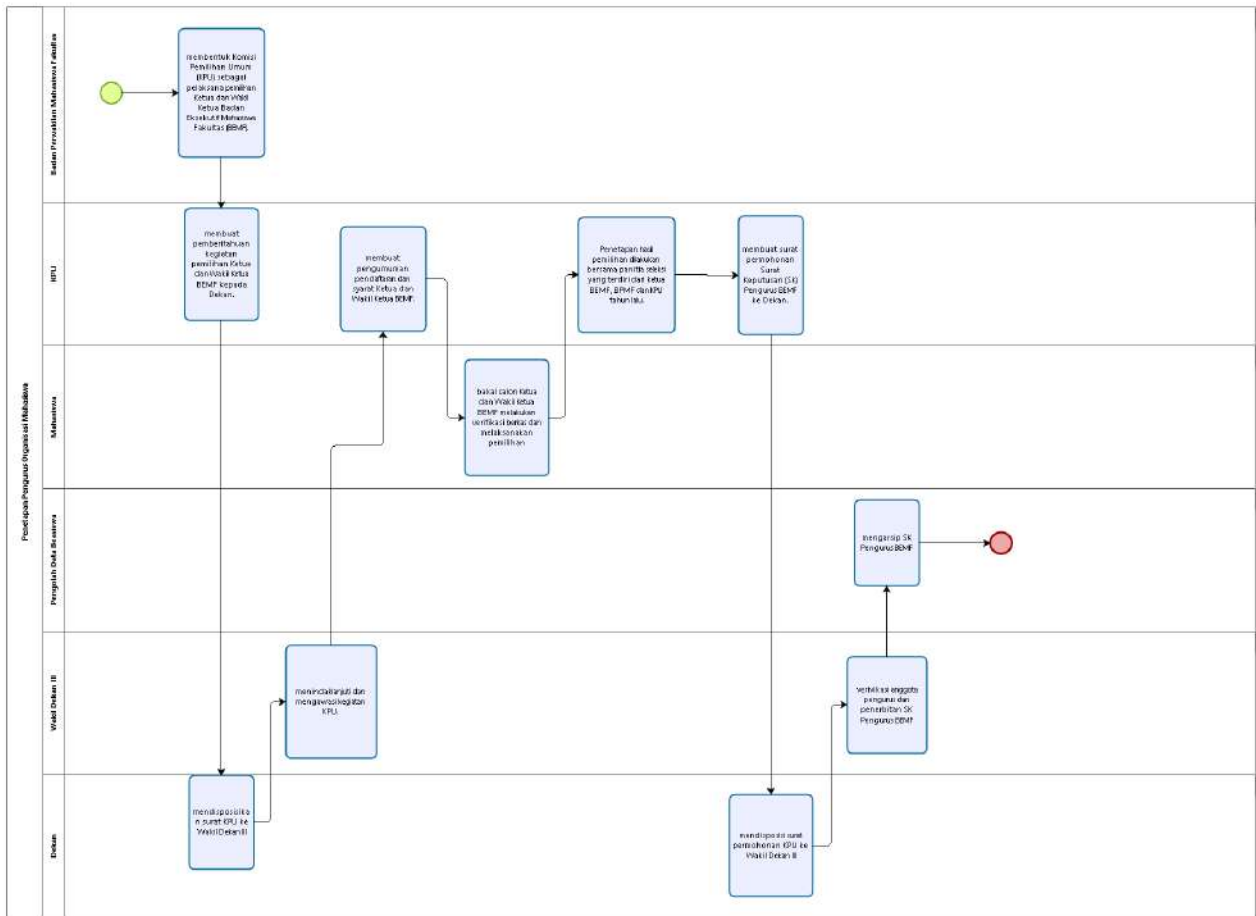 Penetapan Pengurus Organisasi Mahasiswa
Badan Perwakilan Mahasiswa Fakultas
membentuk Komisi
Pemilihan Umum
(KPU) sebagai
pelaksana pemilihan
Ketua dan Wakil
Ketua Badan
Eksekutif Mahasiswa
Fakultas (BEMF).
KPU
membuat
pemberitahuan
kegiatan
pemilihan Ketua
dan Wakil Ketua
BEMF kepada
Dekan.
membuat
pengumuman
pendaftaran dan
syarat Ketua dan
Wakil Ketua BEMF.
Penetapan hasil
pemilihan dilakukan
bersama panitia seleksi
yang terdiri dari ketua
BEMF, BPMF dan KPU
tahun lalu.
membuat surat
permohonan
Surat
Keputusan (SK)
Pengurus BEMF
ke Dekan.
Mahasiswa
bakal calon Ketua
dan Wakil Ketua
BEMF melakukan
verifikasi berkas dan
melaksanakan
pemilihan
Pengolah Data Beasiswa
mengarsip SK
Pengurus BEMF
Wakil Dekan III
menindaklanjuti dan
mengawasi kegiatan
KPU.
verivikasi anggota
pengurus dan
penerbitan SK
Pengurus BEMF
Dekan
mendisposisika
n surat KPU ke
Wakil Dekan III
mendisposisi surat
permohonan KPU ke
Wakil Dekan III